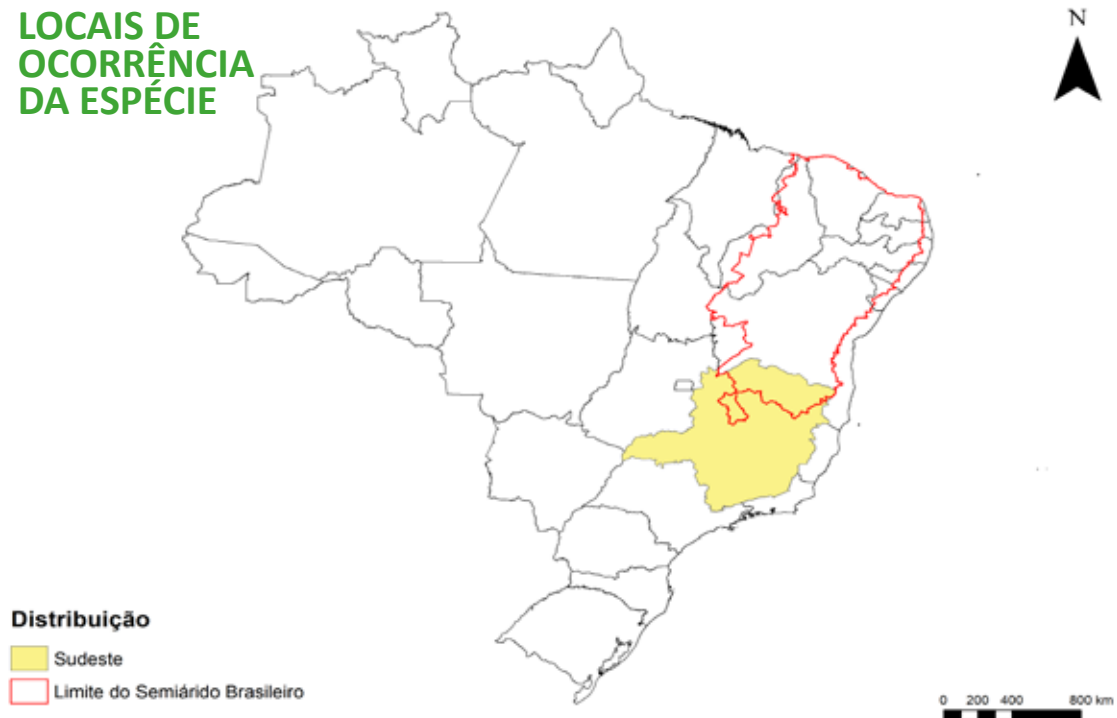 LOCAIS DE
OCORRÊNCIA
DA ESPÉCIE
N
Distribuição
Sudeste
Limite do Semiárido Brasileiro
0 200 400 800 km